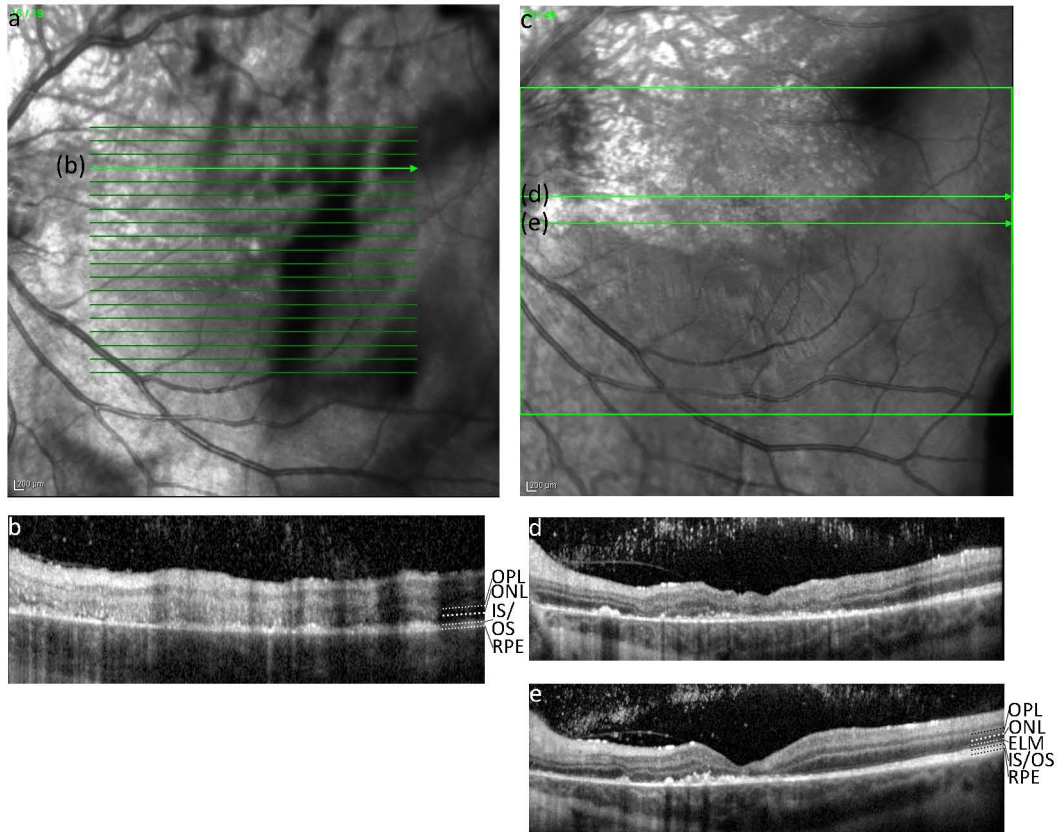 a
(b)
200 µm
c
(d)
(e)
200 µm
b
OPL
ONL
IS/
OS
RPE
d
e
OPL
ONL
ELM
IS/OS
RPE